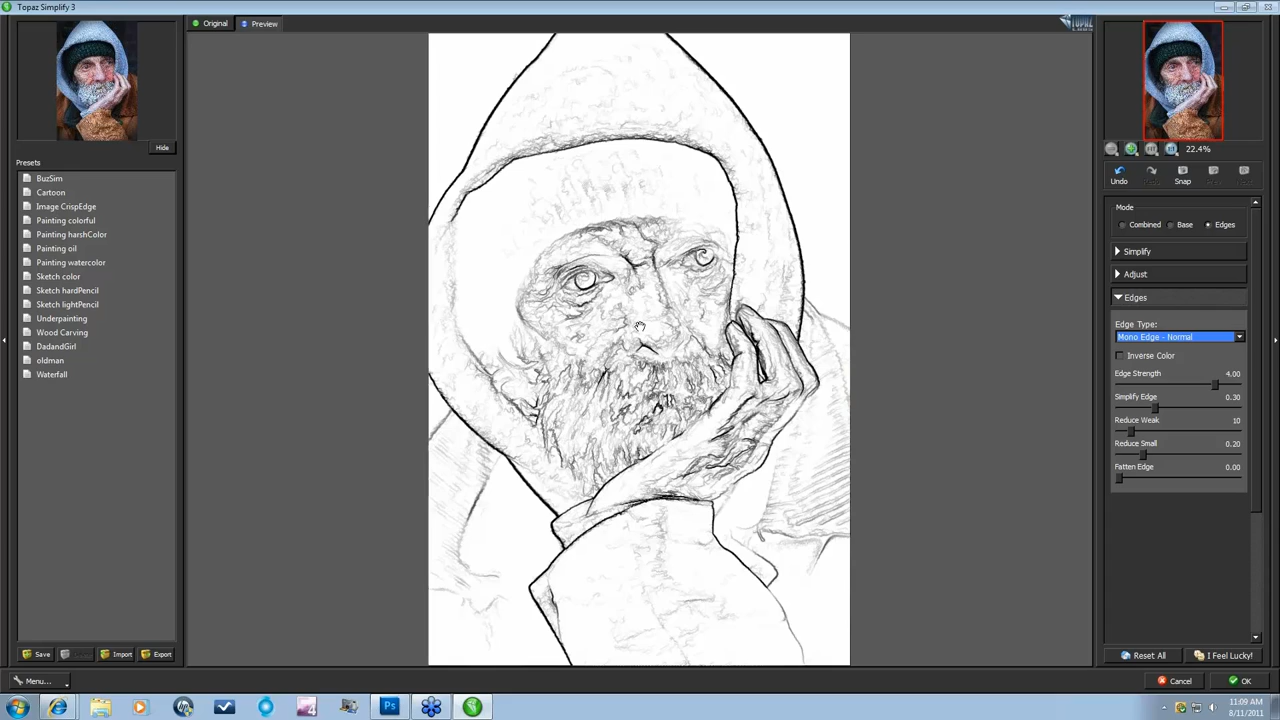 Topaz Simplify 3
Original
Preview
TOPAZ
Hide
Presets
BuzSim
Cartoon
Image CrispEdge
Painting colorful
Painting harshColor
Painting oil
Painting watercolor
Sketch color
Sketch hardPencil
Sketch lightPencil
Underpainting
Wood Carving
DadandGirl
oldman
Waterfall
22.4%
Undo
Snap
Mode
Combined
Base
Edges
Simplify
Adjust
Edges
Edge Type:
Mono Edge - Normal
Inverse Color
Edge Strength 4.00
Simplify Edge 0.30
Reduce Weak 10
Reduce Small 0.20
Fatten Edge 0.00
Save
Import
Export
Reset All
I Feel Lucky!
Menu...
Cancel
OK
Ps
4
11:09 AM
8/11/2011